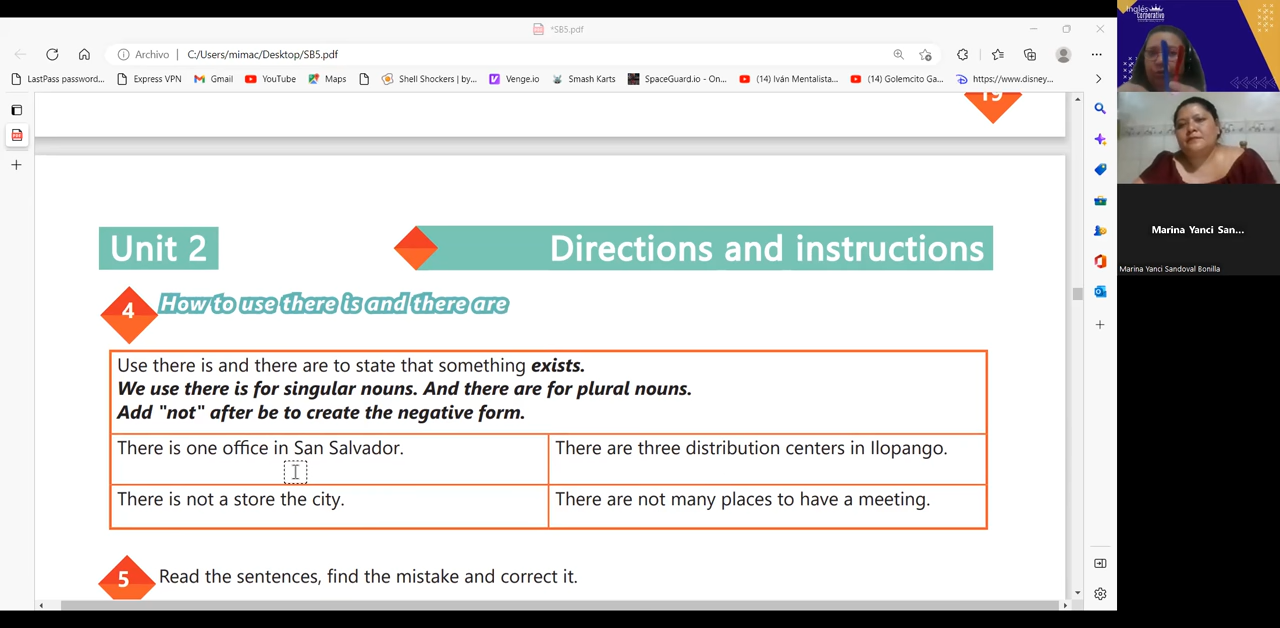 *SB5.pdf
Archivo
C:/Users/mimac/Desktop/SB5.pdf
LastPass password...
Express VPN
Gmail
YouTube
Maps
Shell Shockers | by...
Venge.io
Smash Karts
SpaceGuard.io - On...
(14) Iván Mentalista...
(14) Golemcito Ga...
https://www.disney...
19
Unit 2
Directions and instructions
4
How to use there is and there are
Use there is and there are to state that something exists.
We use there is for singular nouns. And there are for plural nouns.
Add "not" after be to create the negative form.
There is one office in San Salvador.
There are three distribution centers in Ilopango.
There is not a store the city.
There are not many places to have a meeting.
5
Read the sentences, find the mistake and correct it.
Inglés
Corporativo
Marina Yanci San...
Marina Yanci Sandoval Bonilla